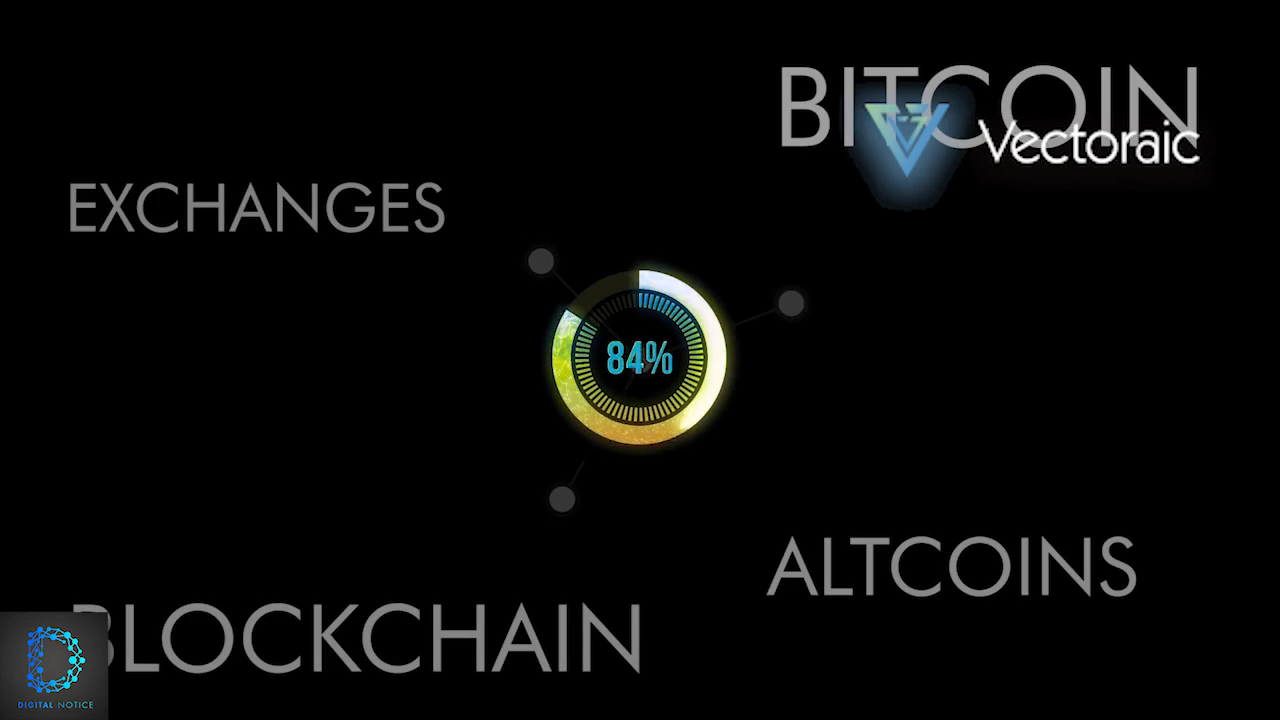 BITCOIN
Vectoraic
EXCHANGES
84%
ALTCOINS
BLOCKCHAIN
DIGITAL NOTICE